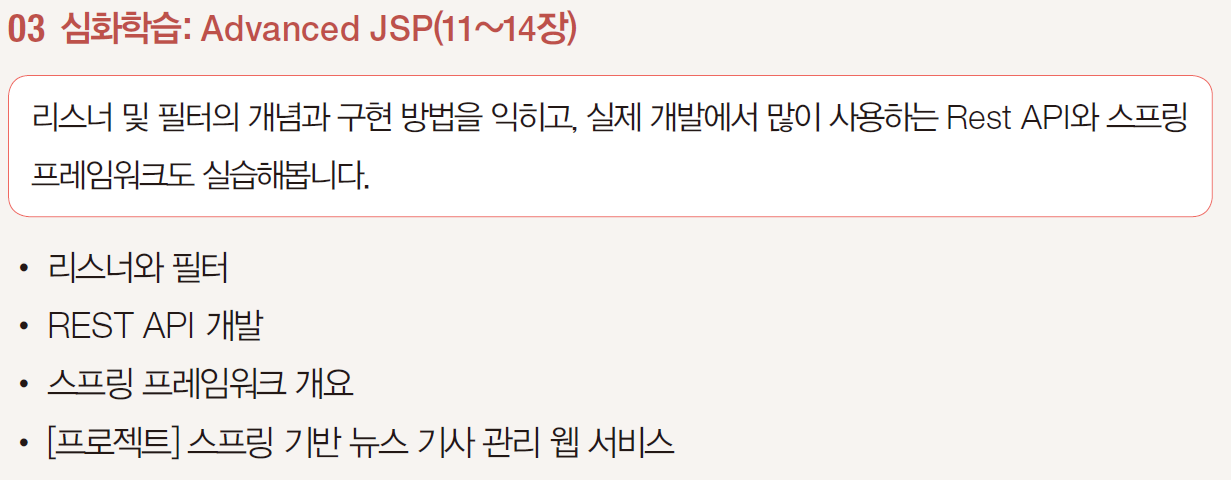 03 심화학습: Advanced JSP(11~14장)
리스너 및 필터의 개념과 구현 방법을 익히고, 실제 개발에서 많이 사용하는 Rest API와 스프링
프레임워크도 실습해봅니다.
• 리스너와 필터
• REST API 개발
• 스프링 프레임워크 개요
• [프로젝트] 스프링 기반 뉴스 기사 관리 웹 서비스